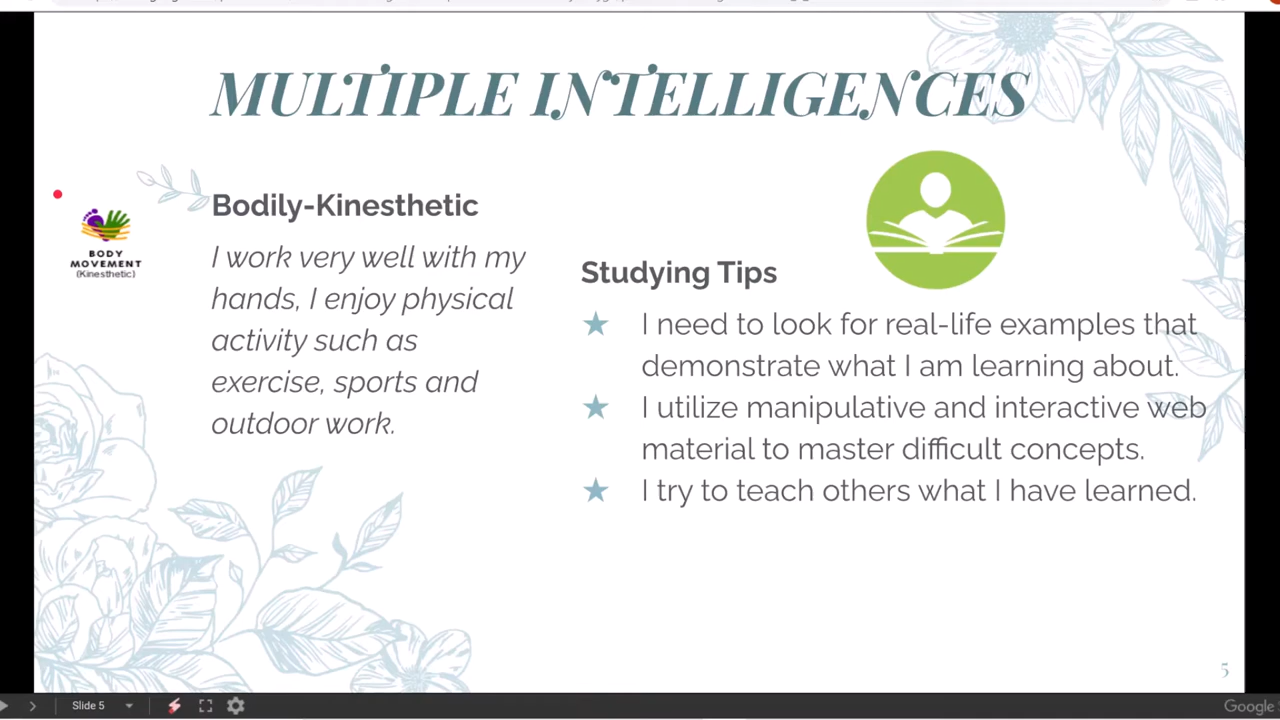 MULTIPLE INTELLIGENCES
BODY
MOVEMENT
(Kinesthetic)
Bodily-Kinesthetic
I work very well with my
hands, I enjoy physical
activity such as
exercise, sports and
outdoor work.
Studying Tips
★ I need to look for real-life examples that
demonstrate what I am learning about.
★ I utilize manipulative and interactive web
material to master difficult concepts.
★ I try to teach others what I have learned.
5
Slide 5
Google